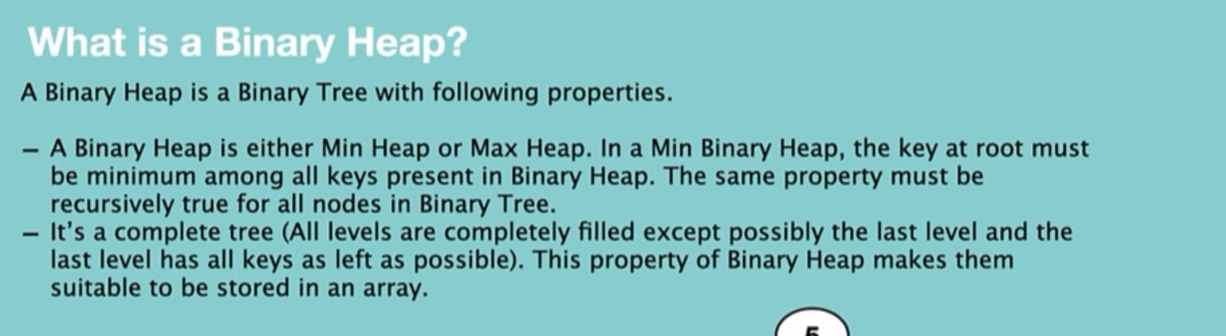 What is a Binary Heap?
A Binary Heap is a Binary Tree with following properties.
– A Binary Heap is either Min Heap or Max Heap. In a Min Binary Heap, the key at root must
be minimum among all keys present in Binary Heap. The same property must be
recursively true for all nodes in Binary Tree.
– It’s a complete tree (All levels are completely filled except possibly the last level and the
last level has all keys as left as possible). This property of Binary Heap makes them
suitable to be stored in an array.